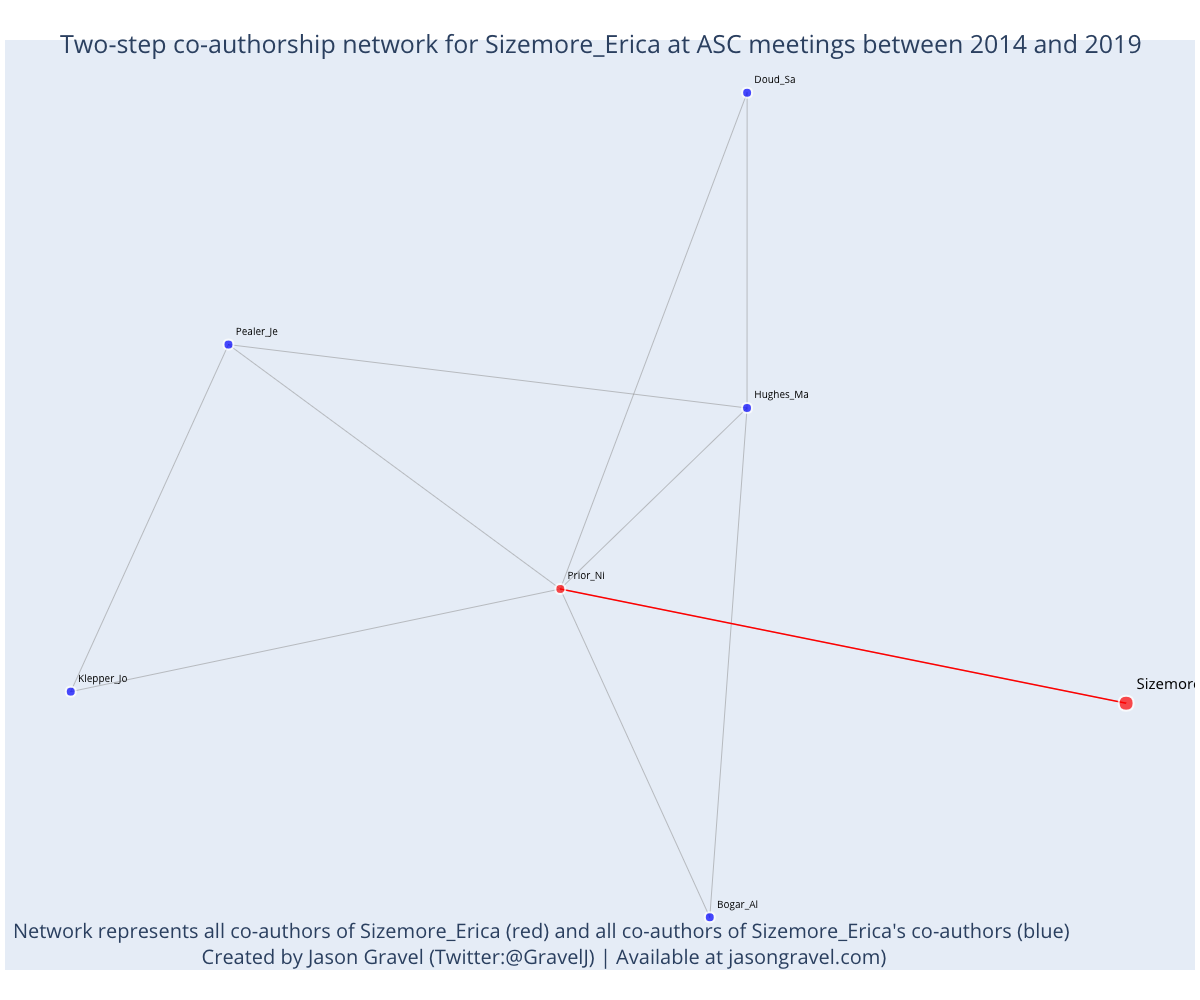 Two-step co-authorship network for Sizemore_Erica at ASC meetings between 2014 and 2019
Doud_Sa
Pealer_Je
Hughes_Ma
Prior_Ni
Klepper_Jo
Sizemore
Bogar_Al
Network represents all co-authors of Sizemore_Erica (red) and all co-authors of Sizemore_Erica's co-authors (blue)
Created by Jason Gravel (Twitter:@GravelJ) | Available at jasongravel.com)